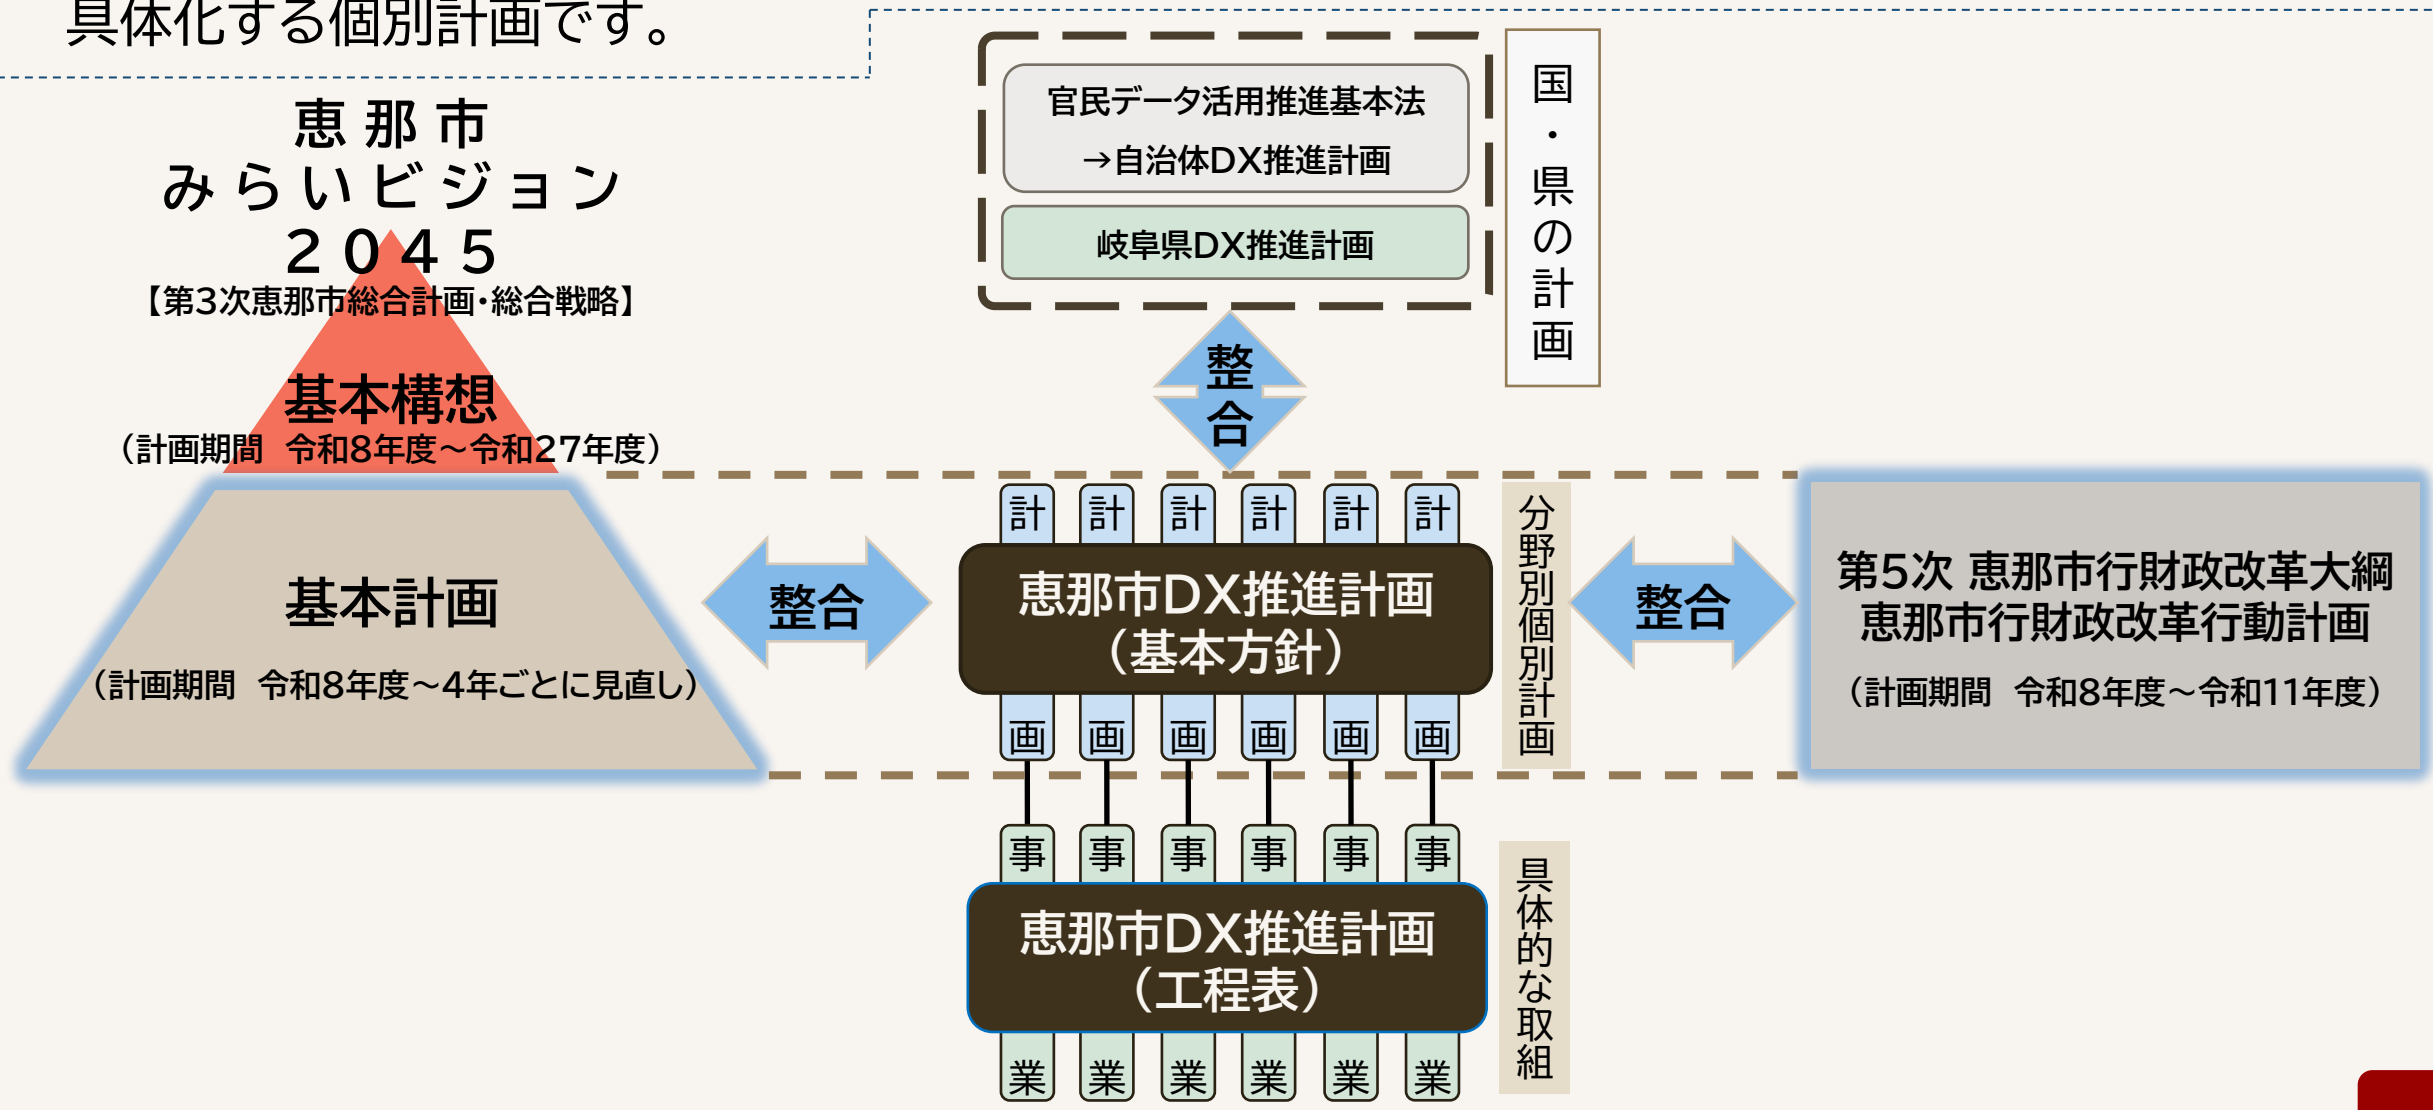 具体化する個別計画です。
恵那市
みらいビジョン
２０４５
【第3次恵那市総合計画・総合戦略】
基本構想
（計画期間　令和8年度～令和27年度）
基本計画
（計画期間　令和8年度～4年ごとに見直し）
官民データ活用推進基本法
→自治体DX推進計画
岐阜県DX推進計画
国・県の計画
整合
整合
計 計 計 計 計 計
恵那市DX推進計画
（基本方針）
画 画 画 画 画 画
分野別個別計画
整合
第5次 恵那市行財政改革大綱
恵那市行財政改革行動計画
（計画期間　令和8年度～令和11年度）
事 事 事 事 事 事
恵那市DX推進計画
（工程表）
業 業 業 業 業 業
具体的な取組